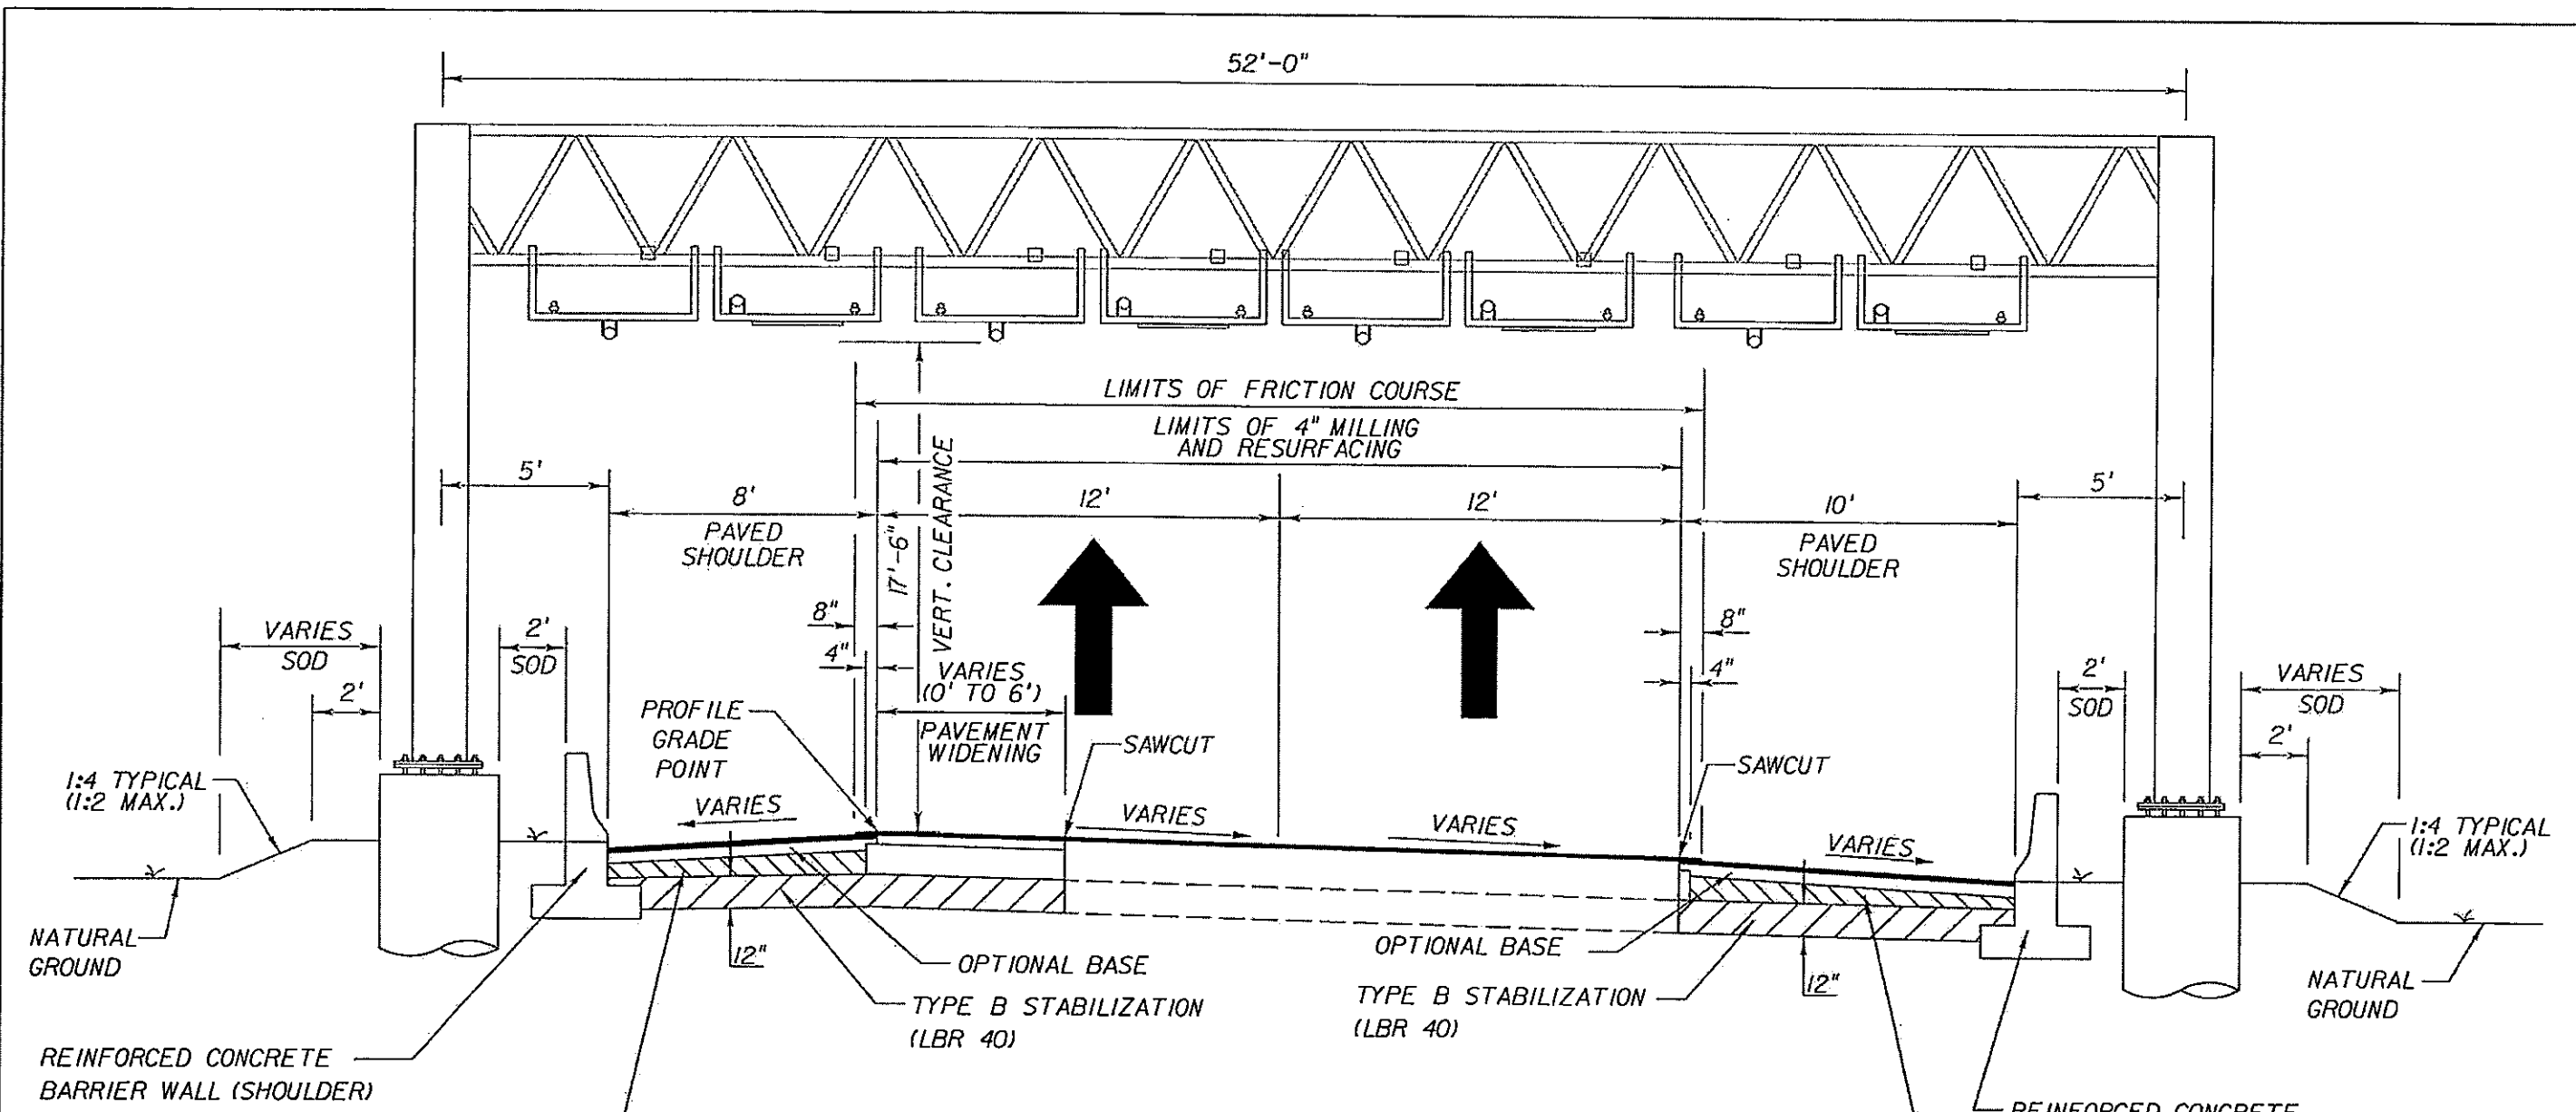 52'-0"
LIMITS OF FRICTION COURSE
LIMITS OF 4" MILLING
AND RESURFACING
17'-6"
VERT. CLEARANCE
5'
8'
PAVED
SHOULDER
12'
12'
10'
PAVED
SHOULDER
5'
8"
4"
8"
4"
VARIES
SOD
2'
2'
SOD
VARIES
(0' TO 6')
PAVEMENT
WIDENING
2'
SOD
VARIES
SOD
2'
PROFILE
GRADE
POINT
SAWCUT
SAWCUT
1:4 TYPICAL
(1:2 MAX.)
VARIES
VARIES
VARIES
VARIES
1:4 TYPICAL
(1:2 MAX.)
NATURAL
GROUND
12"
OPTIONAL BASE
TYPE B STABILIZATION
(LBR 40)
OPTIONAL BASE
TYPE B STABILIZATION
(LBR 40)
12"
NATURAL
GROUND
REINFORCED CONCRETE
BARRIER WALL (SHOULDER)
REINFORCED CONCRETE